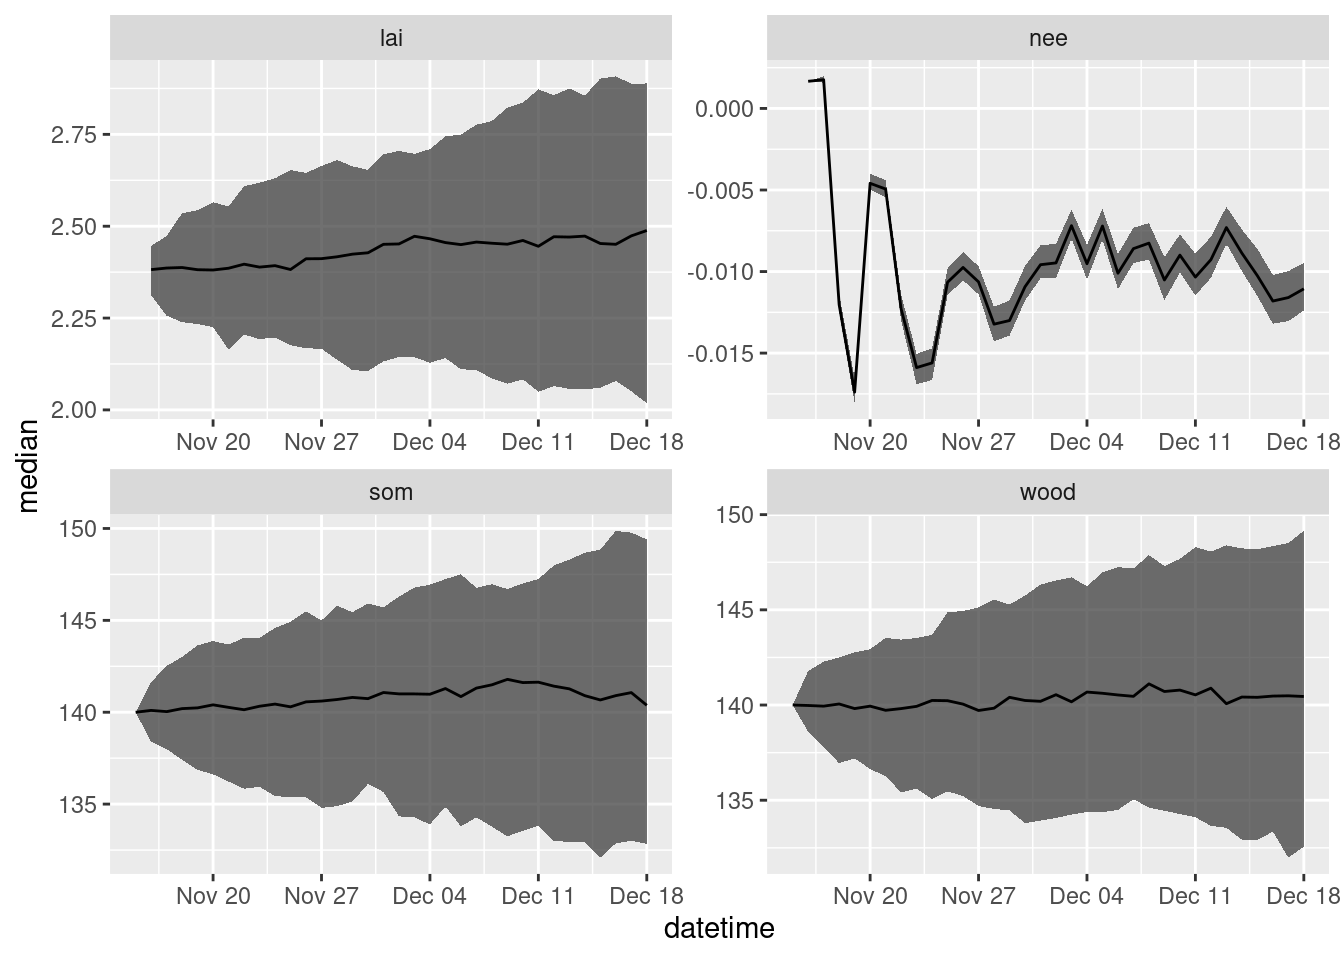 lai
nee
2.75
2.50
2.25
2.00
0.000
-0.005
-0.010
-0.015
Nov 20 Nov 27 Dec 04 Dec 11 Dec 18
Nov 20 Nov 27 Dec 04 Dec 11 Dec 18
median
som
wood
150
145
140
135
150
145
140
135
Nov 20 Nov 27 Dec 04 Dec 11 Dec 18
Nov 20 Nov 27 Dec 04 Dec 11 Dec 18
datetime